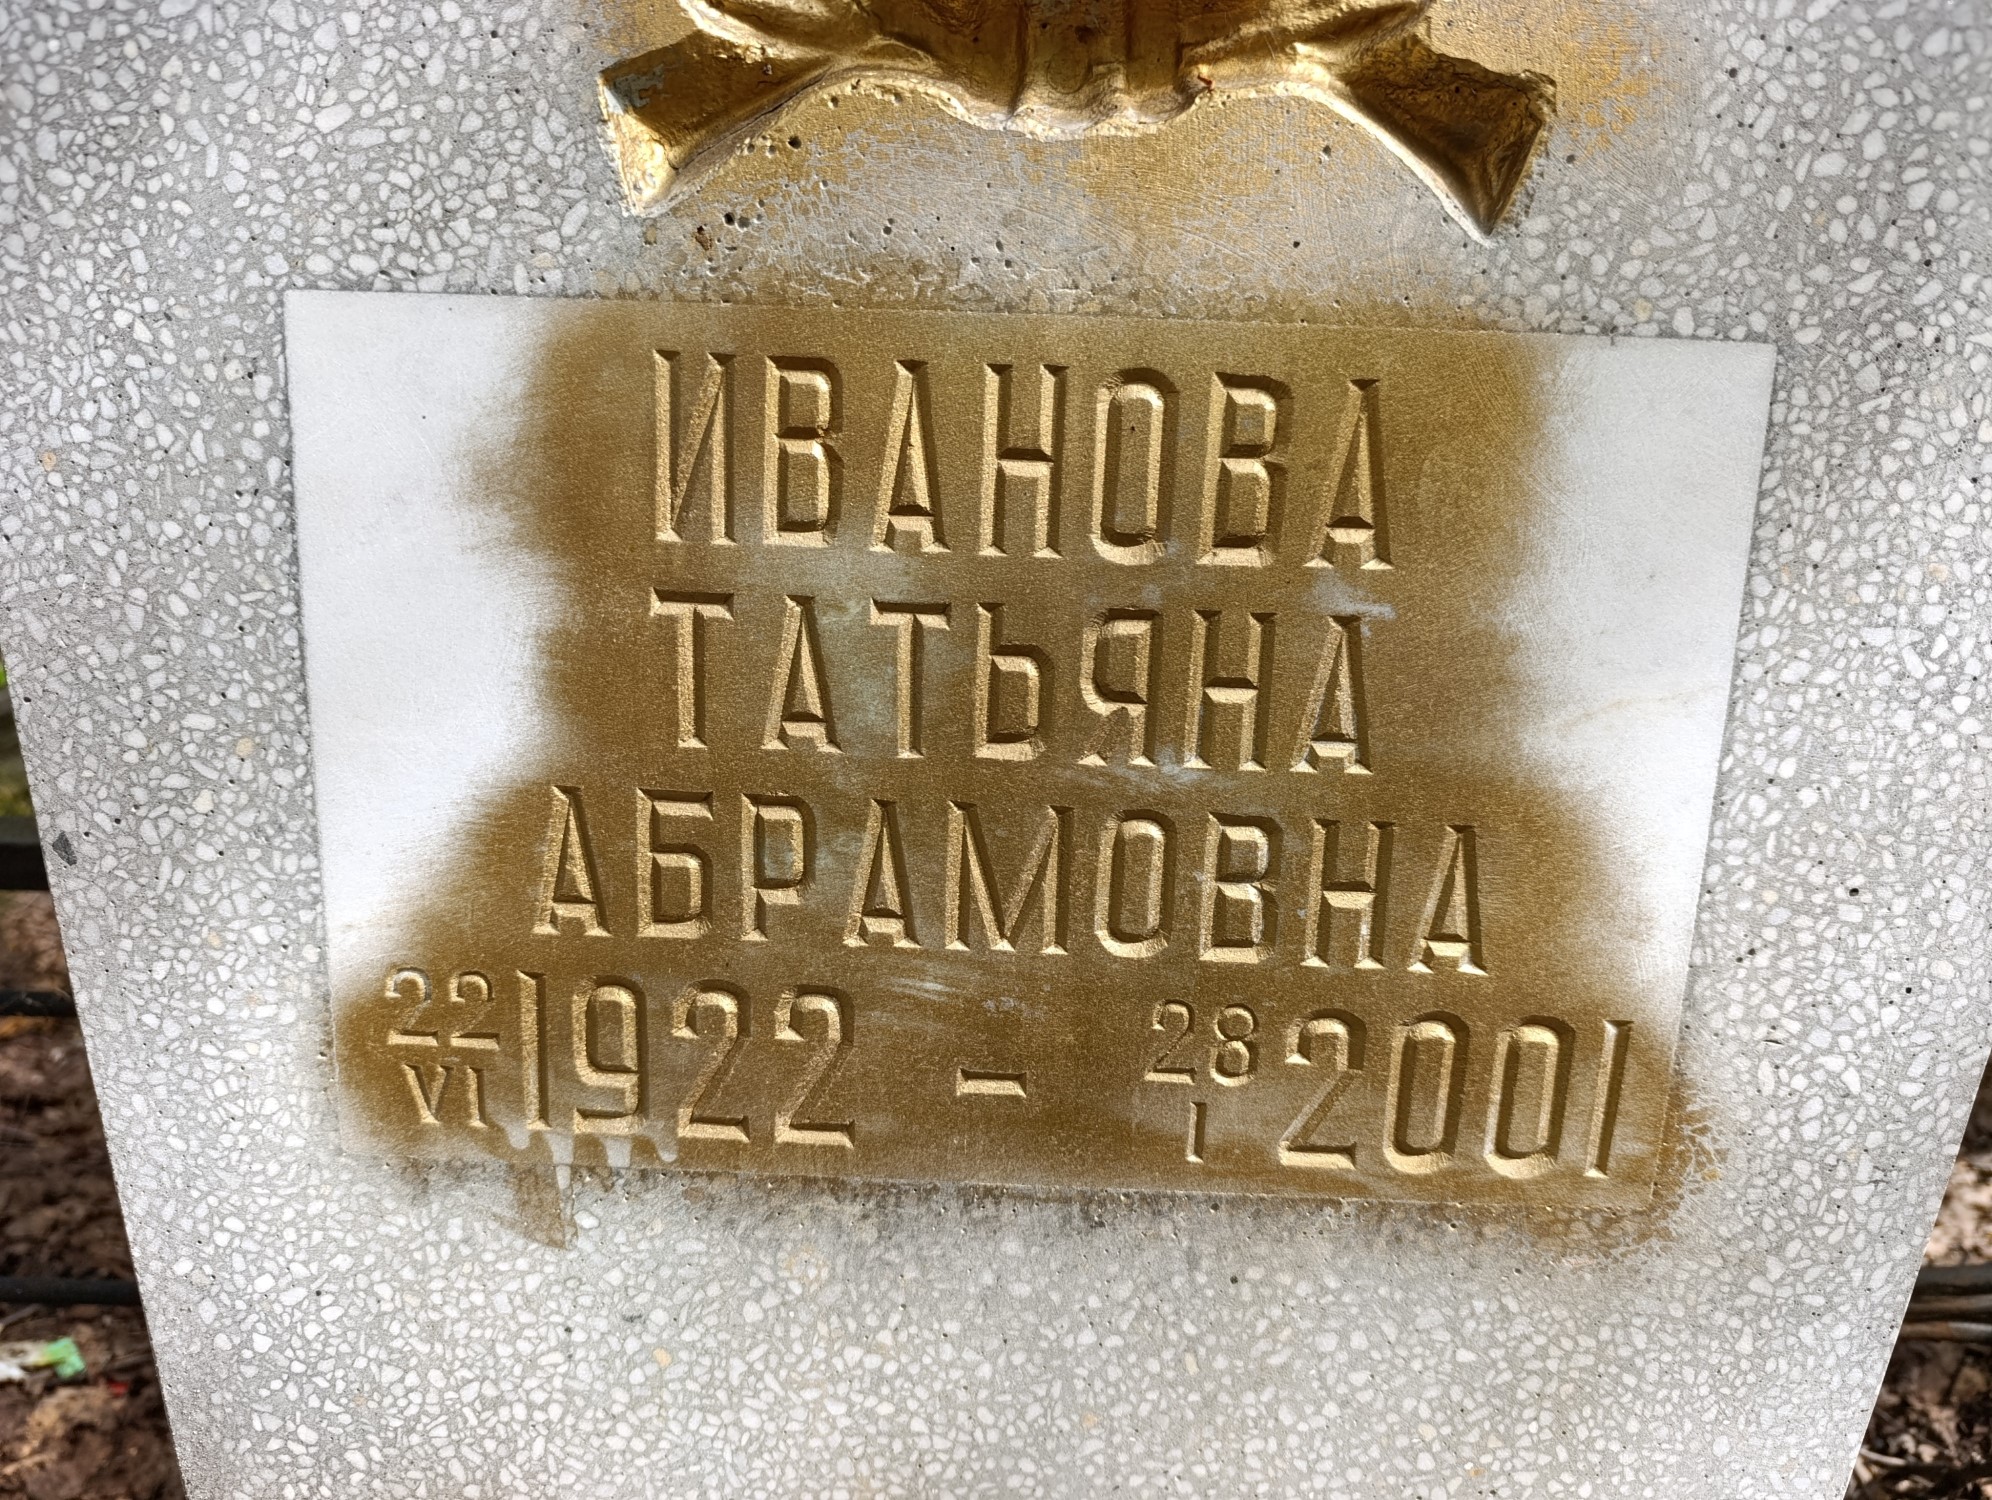 ИВАНОВА
ТАТЬЯНА
АБРАМОВНА
22 VI 1922 - 28 I 2001